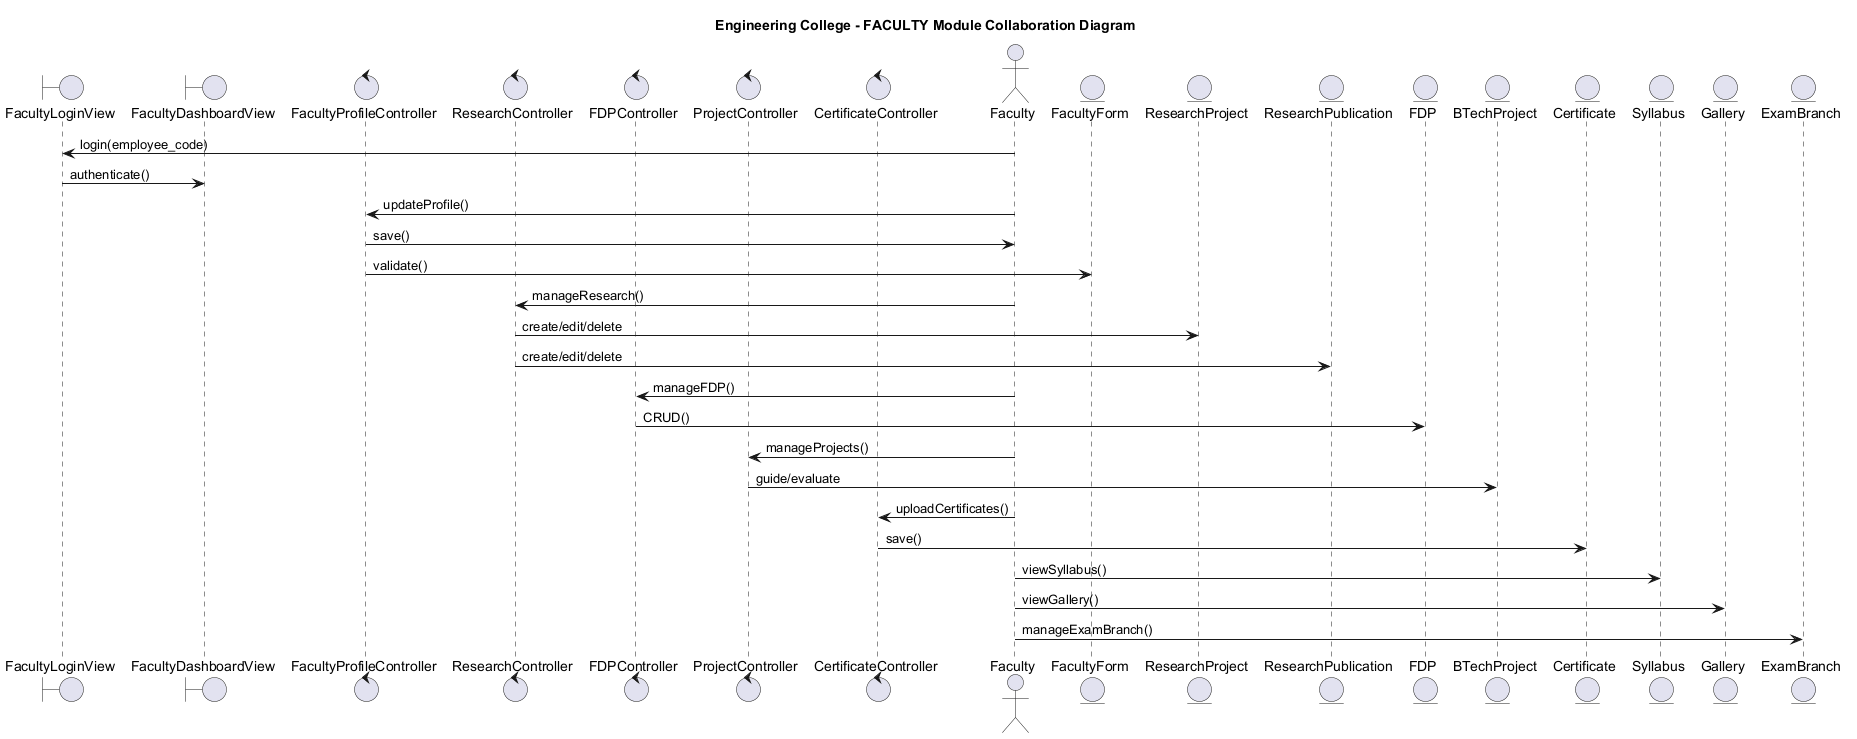 Engineering College - FACULTY Module Collaboration Diagram
FacultyLoginView FacultyDashboardView FacultyProfileController ResearchController FDPController ProjectController CertificateController Faculty FacultyForm ResearchProject ResearchPublication FDP BTechProject Certificate Syllabus Gallery ExamBranch
login(employee_code)
authenticate()
updateProfile()
save()
validate()
manageResearch()
create/edit/delete
create/edit/delete
manageFDP()
CRUD()
manageProjects()
guide/evaluate
uploadCertificates()
save()
viewSyllabus()
viewGallery()
manageExamBranch()
FacultyLoginView FacultyDashboardView FacultyProfileController ResearchController FDPController ProjectController CertificateController Faculty FacultyForm ResearchProject ResearchPublication FDP BTechProject Certificate Syllabus Gallery ExamBranch